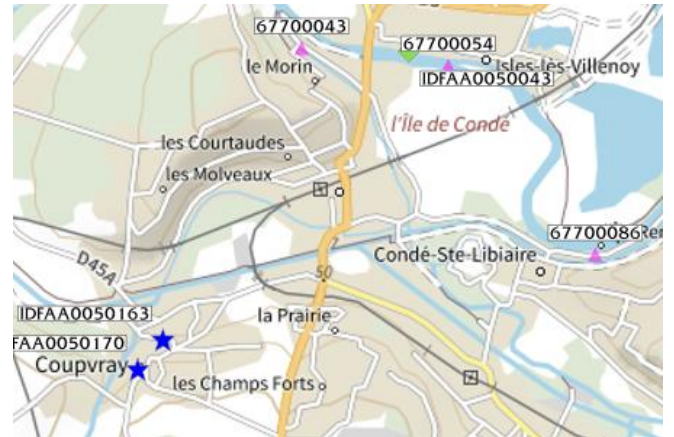 67700043
67700054
le Morin
Isles-lès-Villenoy
IDFAA0050043
l'Île de Condé
les Courtaudes
les Molveaux
67700086
Condé-Ste-Libiaire
D45A
50
IDFAA0050163
la Prairie
FAA0050170
Coupvray
les Champs Forts